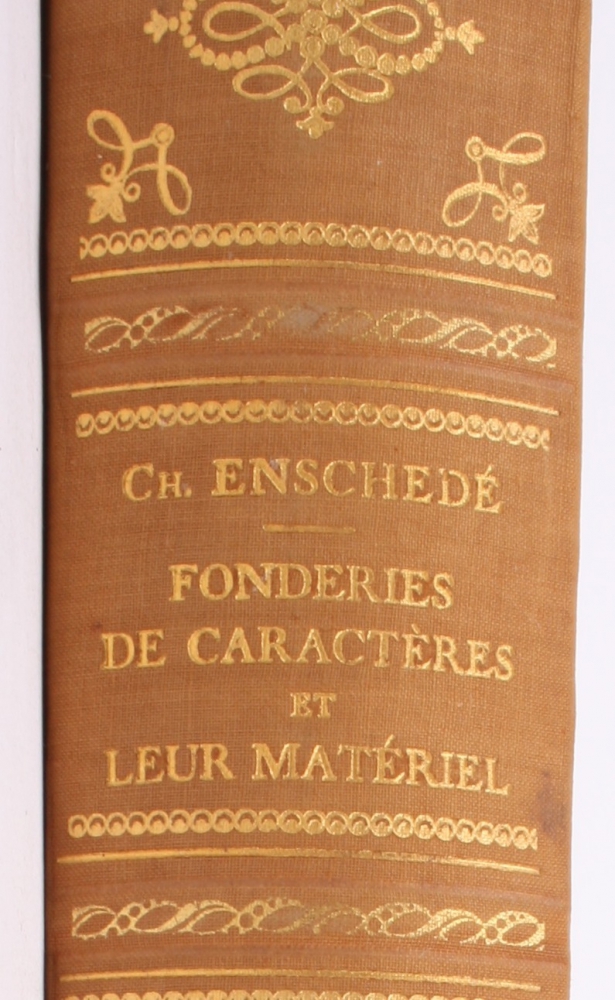 CH. ENSCHEDÉ
FONDERIES
DE CARACTÈRES
ET
LEUR MATÉRIEL